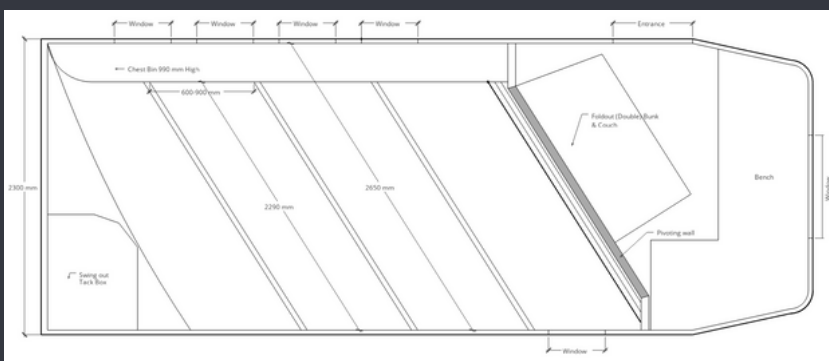 Window
Window
Window
Window
Entrance
Chest Bin 990 mm High
600-900 mm
Foldout (Double) Bunk
& Couch
2300 mm
2290 mm
2650 mm
Bench
Window
Pivoting wall
Swing out
Tack Box
Window